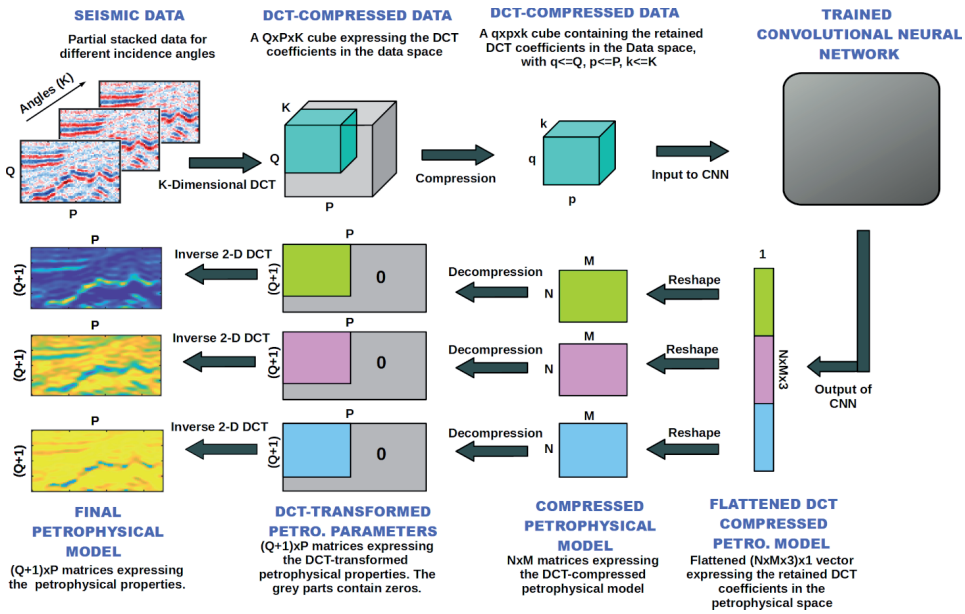 SEISMIC DATA
Partial stacked data for
different incidence angles
Angles (K)
Q
P
K-Dimensional DCT
DCT-COMPRESSED DATA
A QxPxK cube expressing the DCT
coefficients in the data space
K
Q
P
Compression
DCT-COMPRESSED DATA
A qxpxk cube containing the retained
DCT coefficients in the Data space,
with q<=Q, p<=P, k<=K
k
q
p
Input to CNN
TRAINED
CONVOLUTIONAL NEURAL
NETWORK
P
(Q+1)
Inverse 2-D DCT
P
(Q+1)
0
Decompression
M
N
Reshape
1
NxMx3
Output of
CNN
(Q+1)
Inverse 2-D DCT
P
(Q+1)
0
Decompression
M
N
Reshape
(Q+1)
Inverse 2-D DCT
P
(Q+1)
0
Decompression
M
N
Reshape
FINAL
PETROPHYSICAL
MODEL
(Q+1)xP matrices expressing
the petrophysical properties.
DCT-TRANSFORMED
PETRO. PARAMETERS
(Q+1)xP matrices expressing
the DCT-transformed
petrophysical properties. The
grey parts contain zeros.
COMPRESSED
PETROPHYSICAL
MODEL
NxM matrices expressing
the DCT-compressed
petrophysical model
FLATTENED DCT
COMPRESSED
PETRO. MODEL
Flattened (NxMx3)x1 vector
expressing the retained DCT
coefficients in the
petrophysical space